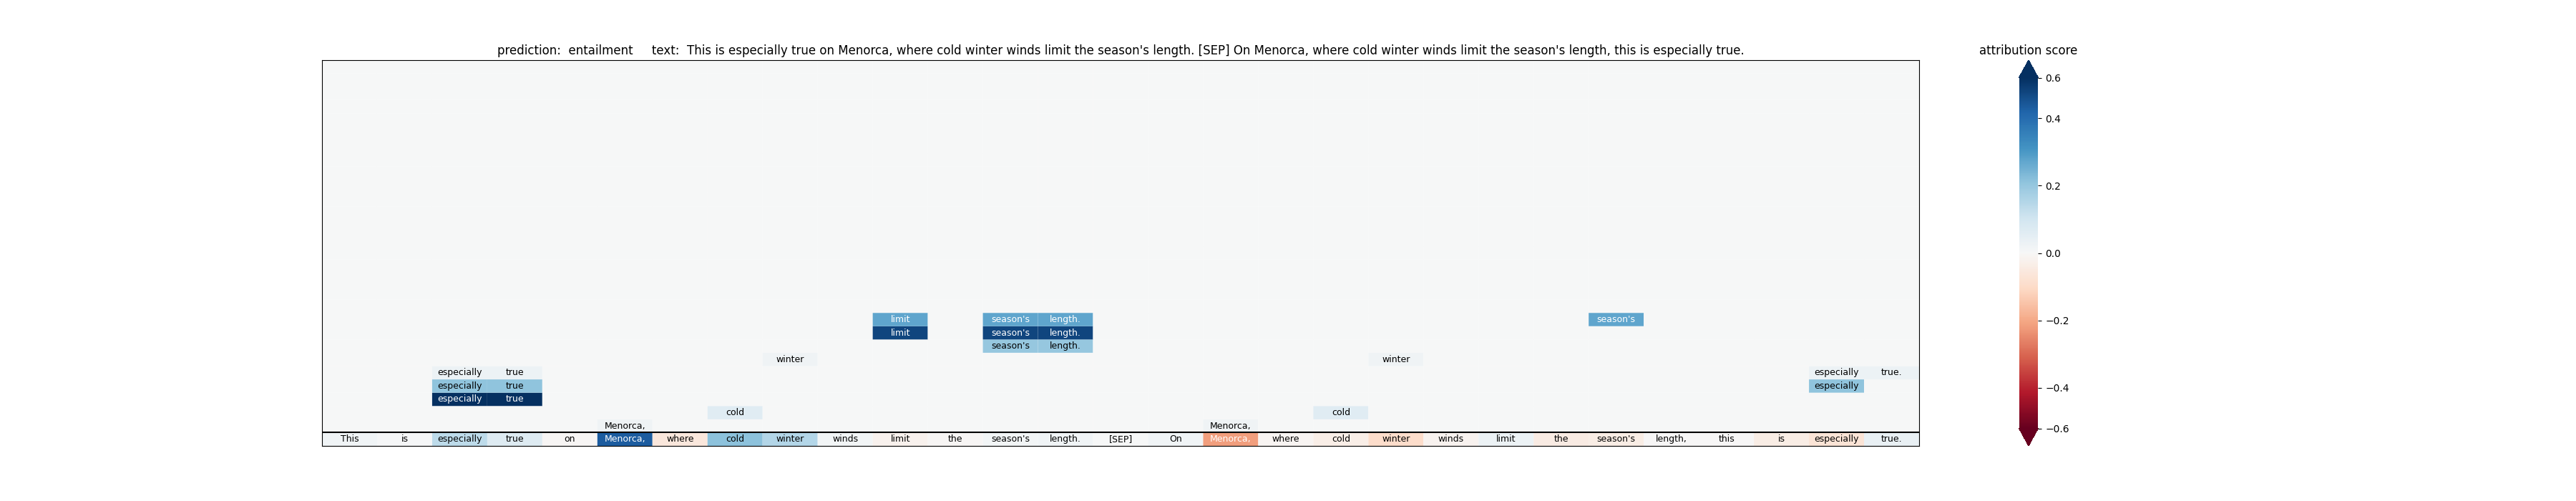 prediction:  entailment     text:  This is especially true on Menorca, where cold winter winds limit the season's length. [SEP] On Menorca, where cold winter winds limit the season's length, this is especially true.
attribution score
0.6
0.4
0.2
0.0
−0.2
−0.4
−0.6
limit season's length. season's
limit season's length.
season's length.
winter winter
especially true especially true.
especially true especially
especially true
cold cold
Menorca, Menorca,
This is especially true on Menorca, where cold winter winds limit the season's length. [SEP] On Menorca, where cold winter winds limit the season's length, this is especially true.